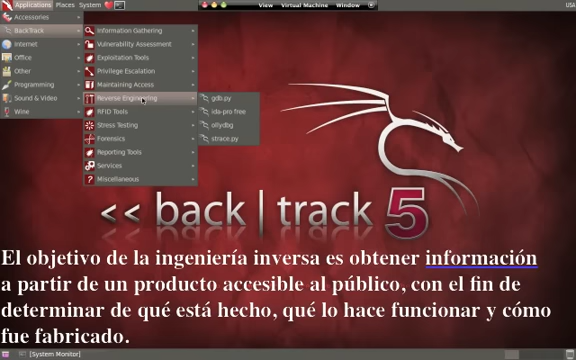 Applications Places System
View Virtual Machine Window
USA
Accessories
BackTrack
Internet
Office
Other
Programming
Sound & Video
Wine
Information Gathering
Vulnerability Assessment
Exploitation Tools
Privilege Escalation
Maintaining Access
Reverse Engineering
RFID Tools
Stress Testing
Forensics
Reporting Tools
Services
Miscellaneous
gdb.py
ida-pro free
ollydbg
strace.py
<< back | track 5
El objetivo de la ingeniería inversa es obtener información
a partir de un producto accesible al público, con el fin de
determinar de qué está hecho, qué lo hace funcionar y cómo
fue fabricado.
[System Monitor]